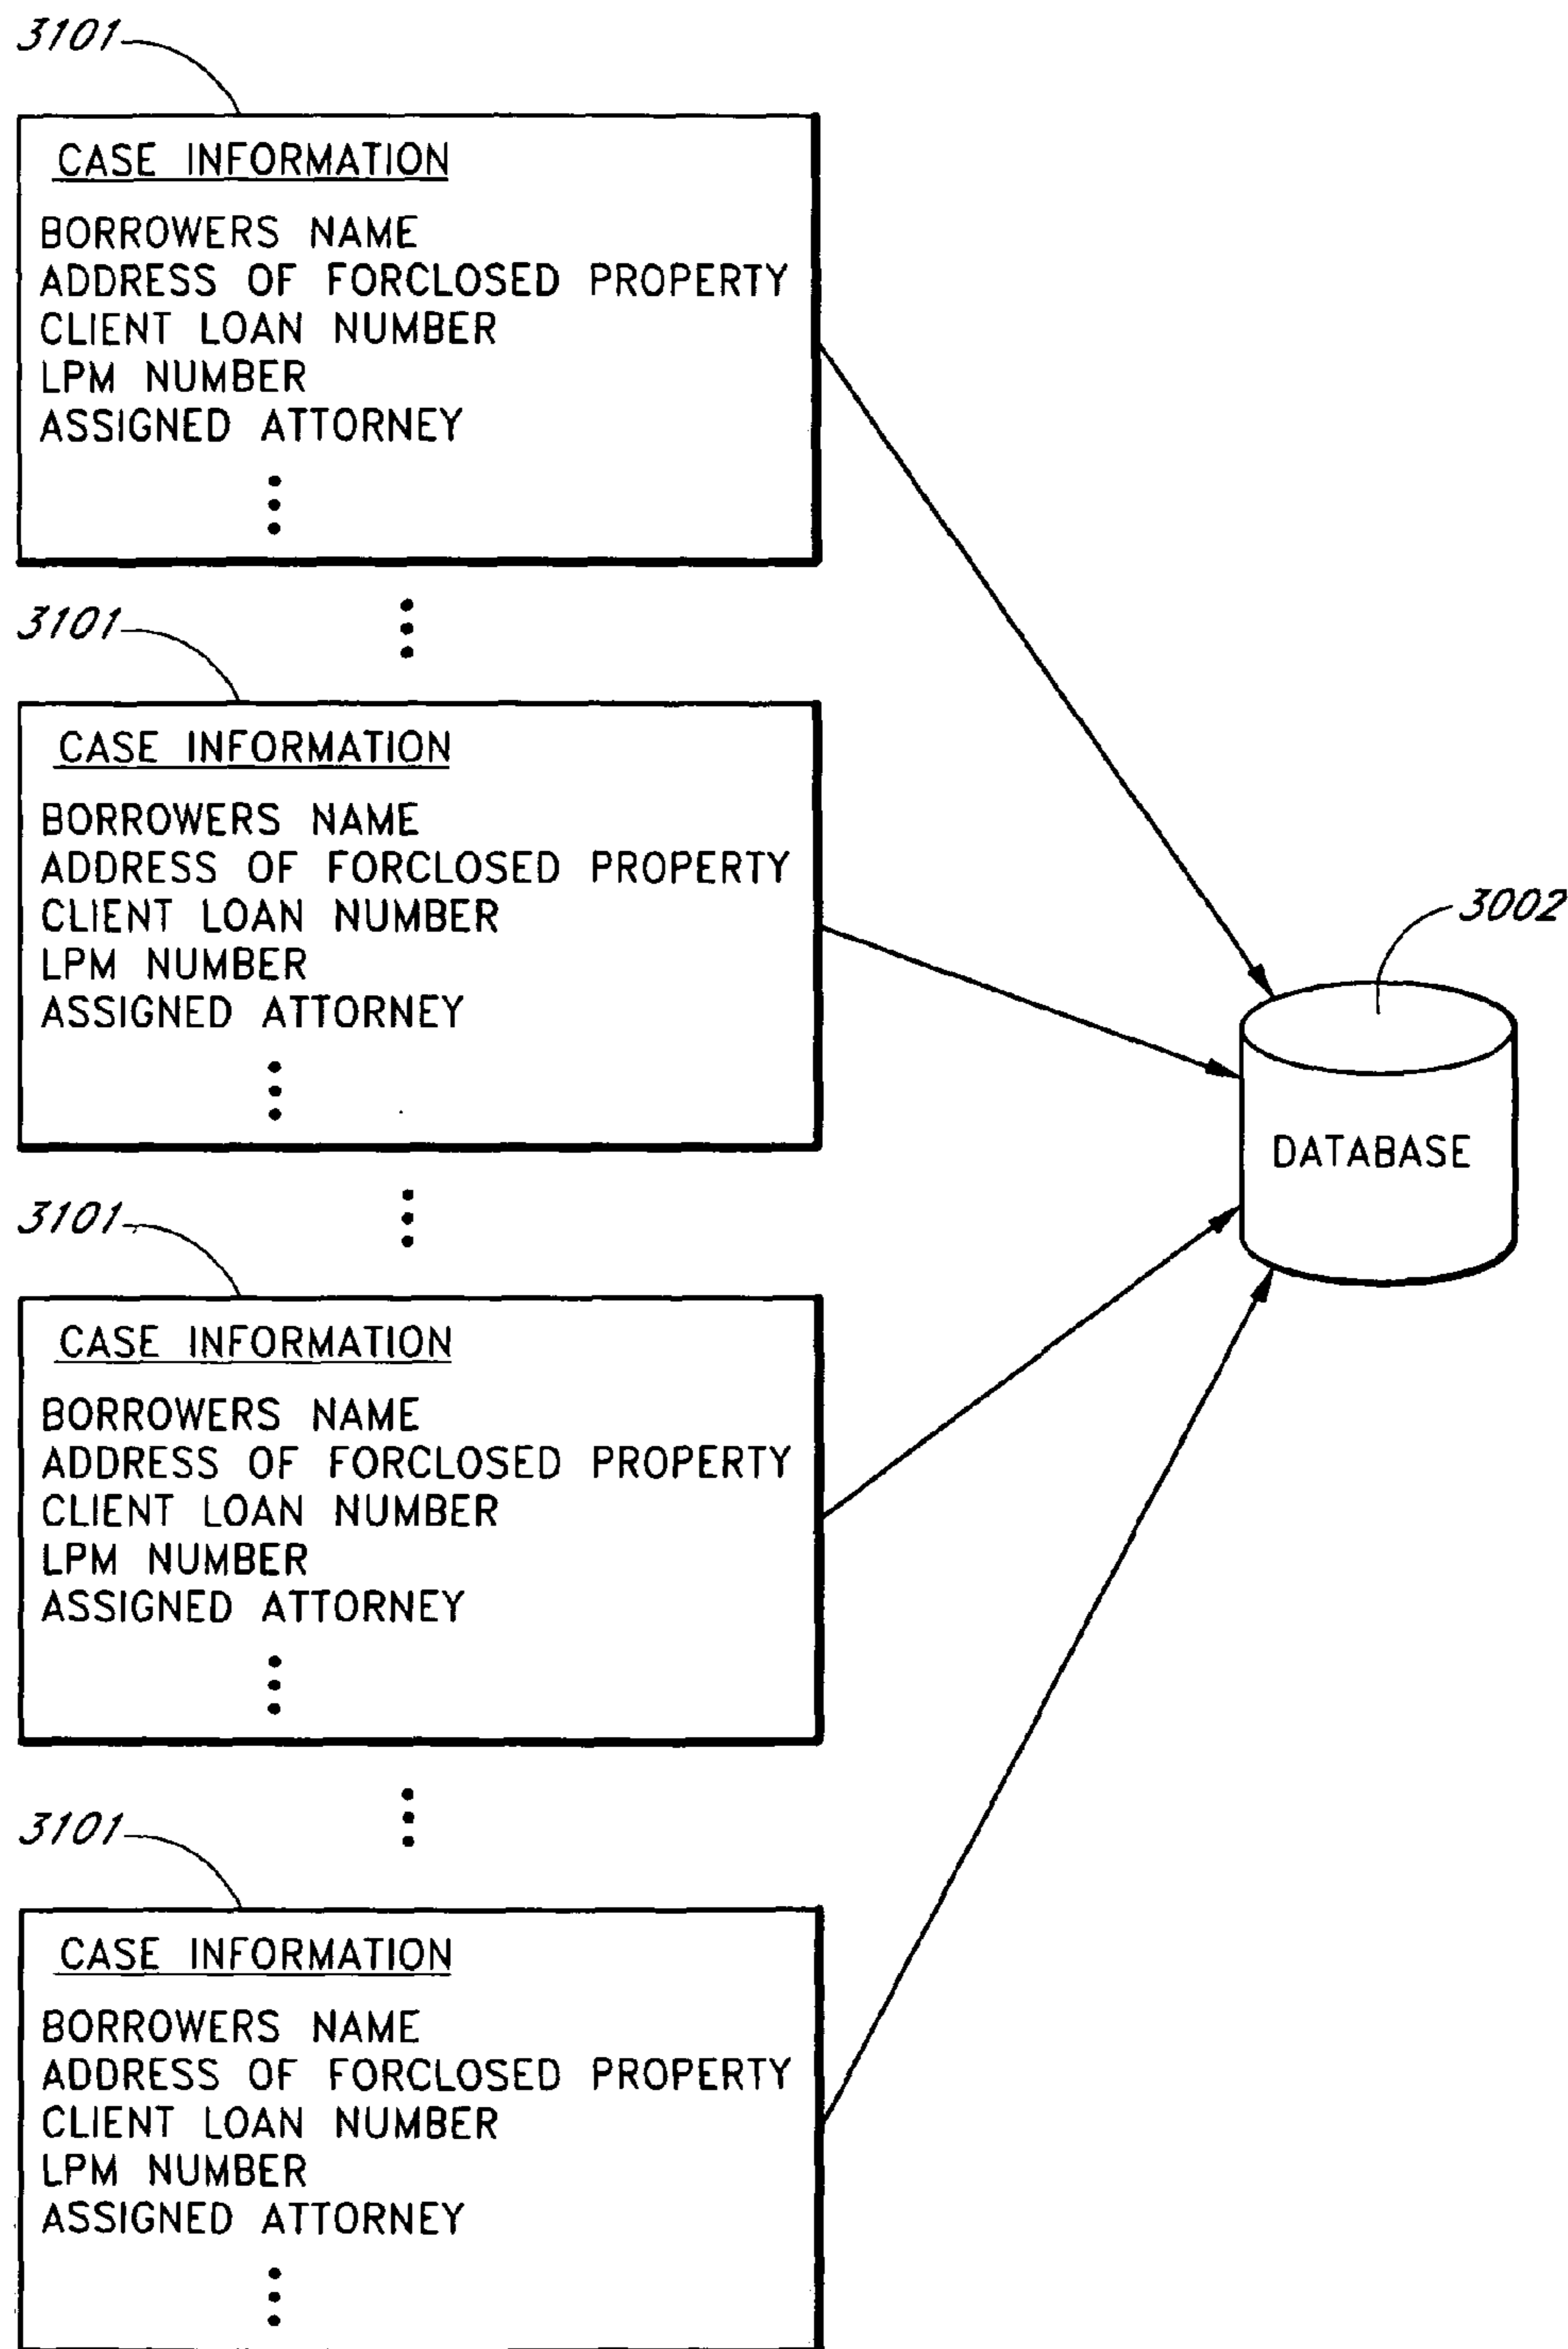 3101
CASE INFORMATION
BORROWERS NAME
ADDRESS OF FORCLOSED PROPERTY
CLIENT LOAN NUMBER
LPM NUMBER
ASSIGNED ATTORNEY
3101
CASE INFORMATION
BORROWERS NAME
ADDRESS OF FORCLOSED PROPERTY
CLIENT LOAN NUMBER
LPM NUMBER
ASSIGNED ATTORNEY
3101
CASE INFORMATION
BORROWERS NAME
ADDRESS OF FORCLOSED PROPERTY
CLIENT LOAN NUMBER
LPM NUMBER
ASSIGNED ATTORNEY
3101
CASE INFORMATION
BORROWERS NAME
ADDRESS OF FORCLOSED PROPERTY
CLIENT LOAN NUMBER
LPM NUMBER
ASSIGNED ATTORNEY
3002
DATABASE